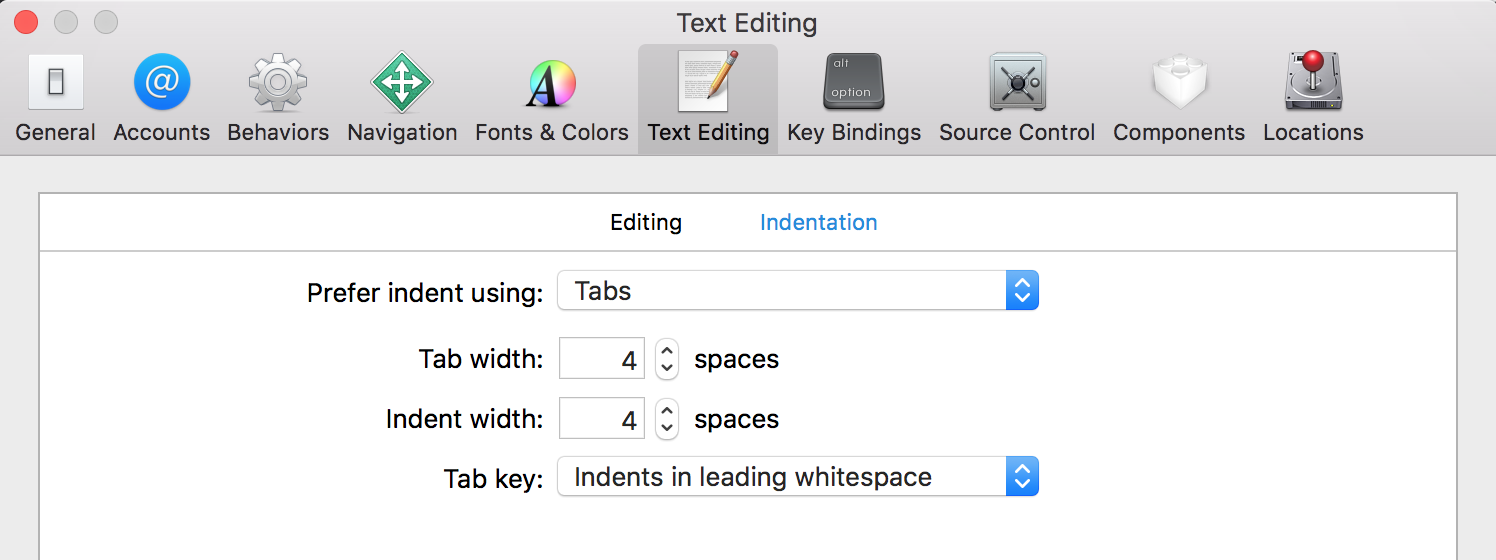 Text Editing
alt
option
General Accounts Behaviors Navigation Fonts & Colors Text Editing Key Bindings Source Control Components Locations
Editing Indentation
Prefer indent using: Tabs
Tab width: 4 spaces
Indent width: 4 spaces
Tab key: Indents in leading whitespace